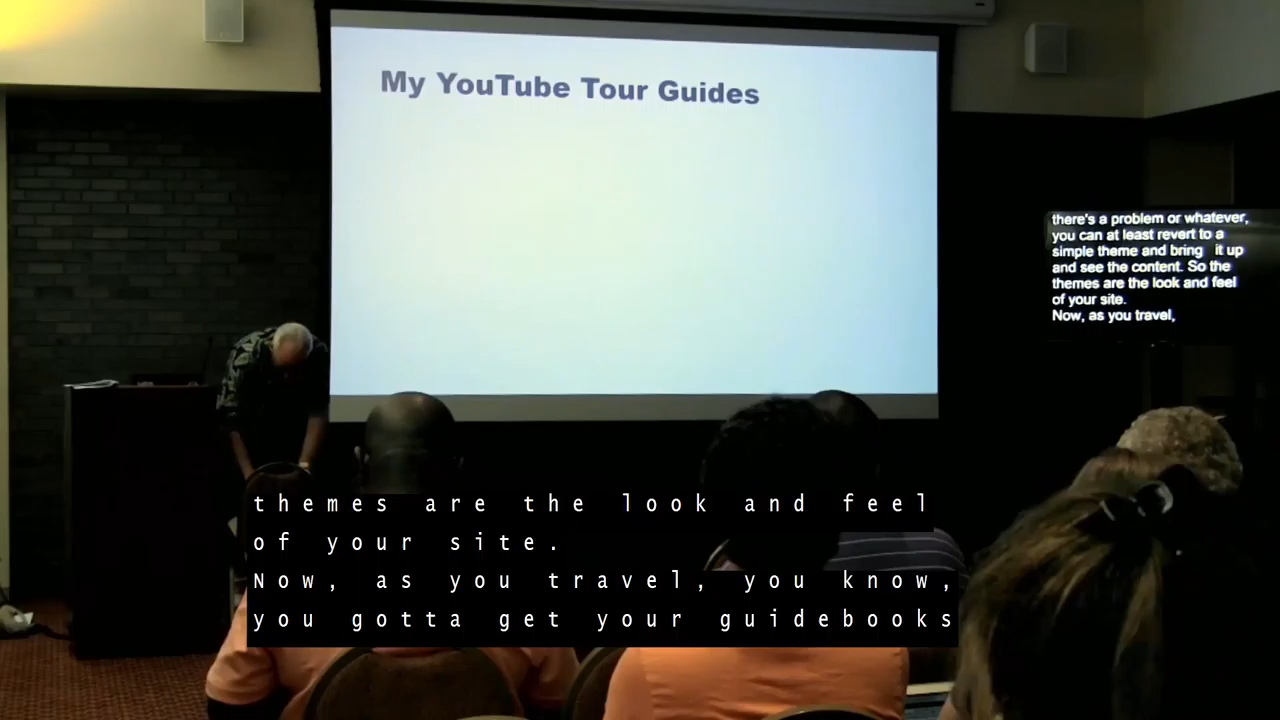 My YouTube Tour Guides
there's a problem or whatever,
you can at least revert to a
simple theme and bring it up
and see the content. So the
themes are the look and feel
of your site.
Now, as you travel,
themes are the look and feel
of your site.
Now, as you travel, you know,
you gotta get your guidebooks